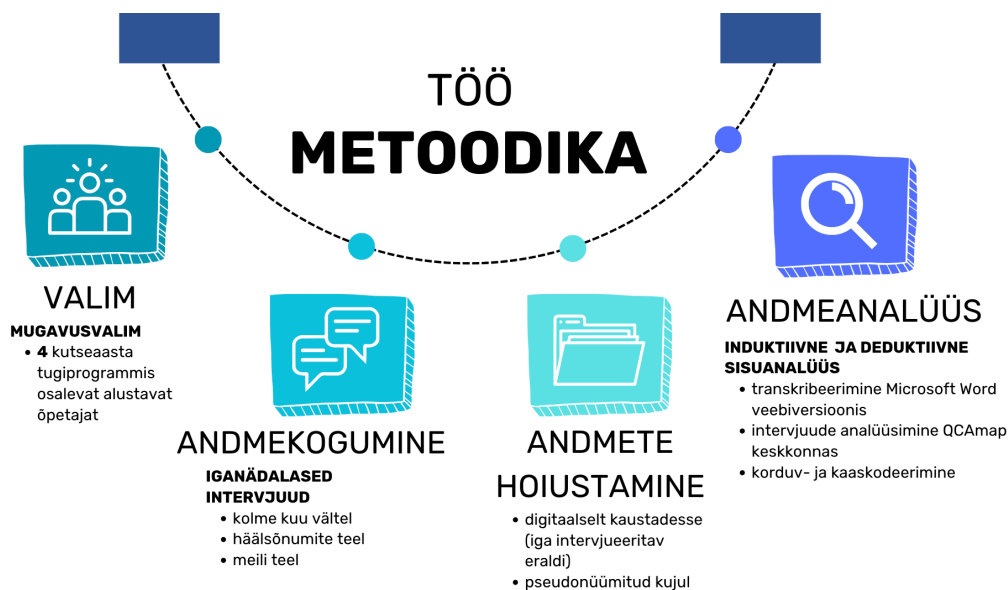 TÖÖ
METOODIKA
VALIM
MUGAVUSVALIM
• 4 kutseaasta
tugiprogrammis
osalevat alustavat
õpetajat
ANDMEKOGUMINE
IGANÄDALASED
INTERVJUUD
• kolme kuu vältel
• häälsõnumite teel
• meili teel
ANDMETE
HOIUSTAMINE
• digitaalselt kaustadesse
(iga intervjueeritav
eraldi)
• pseudonüümitud kujul
ANDMEANALÜÜS
INDUKTIIVNE JA DEDUKTIIVNE
SISUANALÜÜS
• transkribeerimine Microsoft Word
veebiversioonis
• intervjuude analüüsimine QCAmap
keskkonnas
• korduv- ja kaaskodeerimine